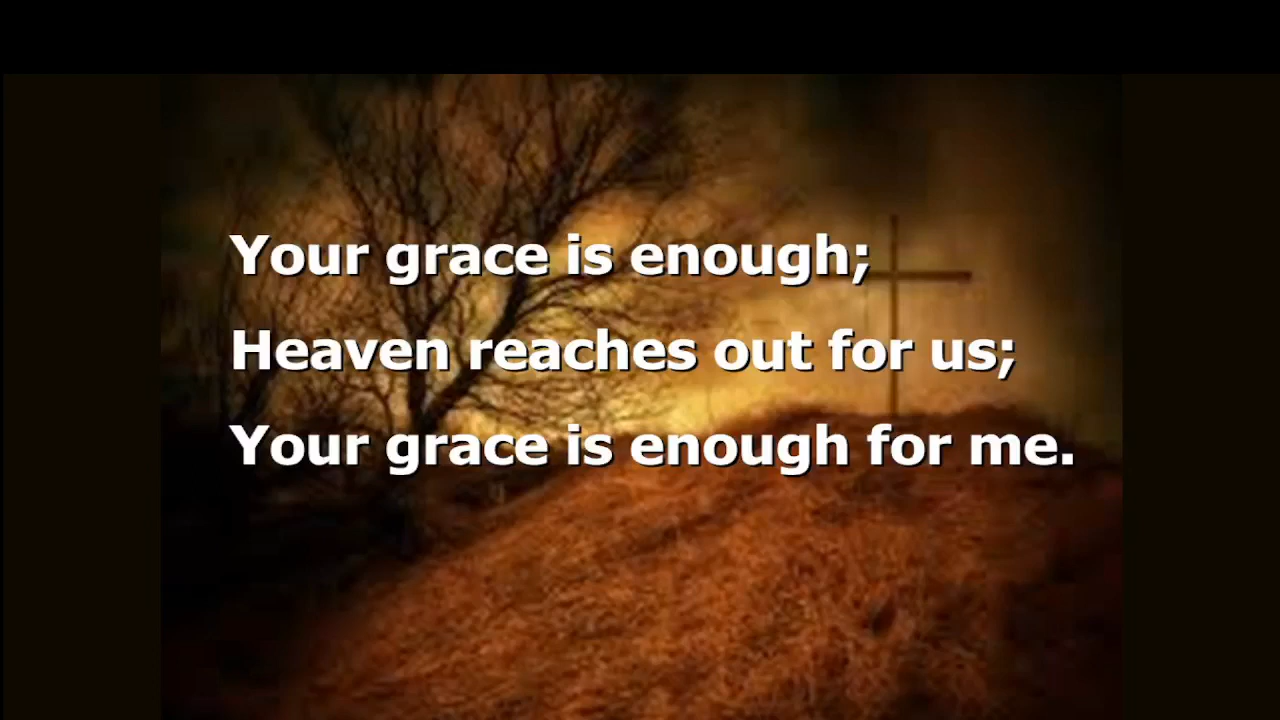 Your grace is enough;
Heaven reaches out for us;
Your grace is enough for me.